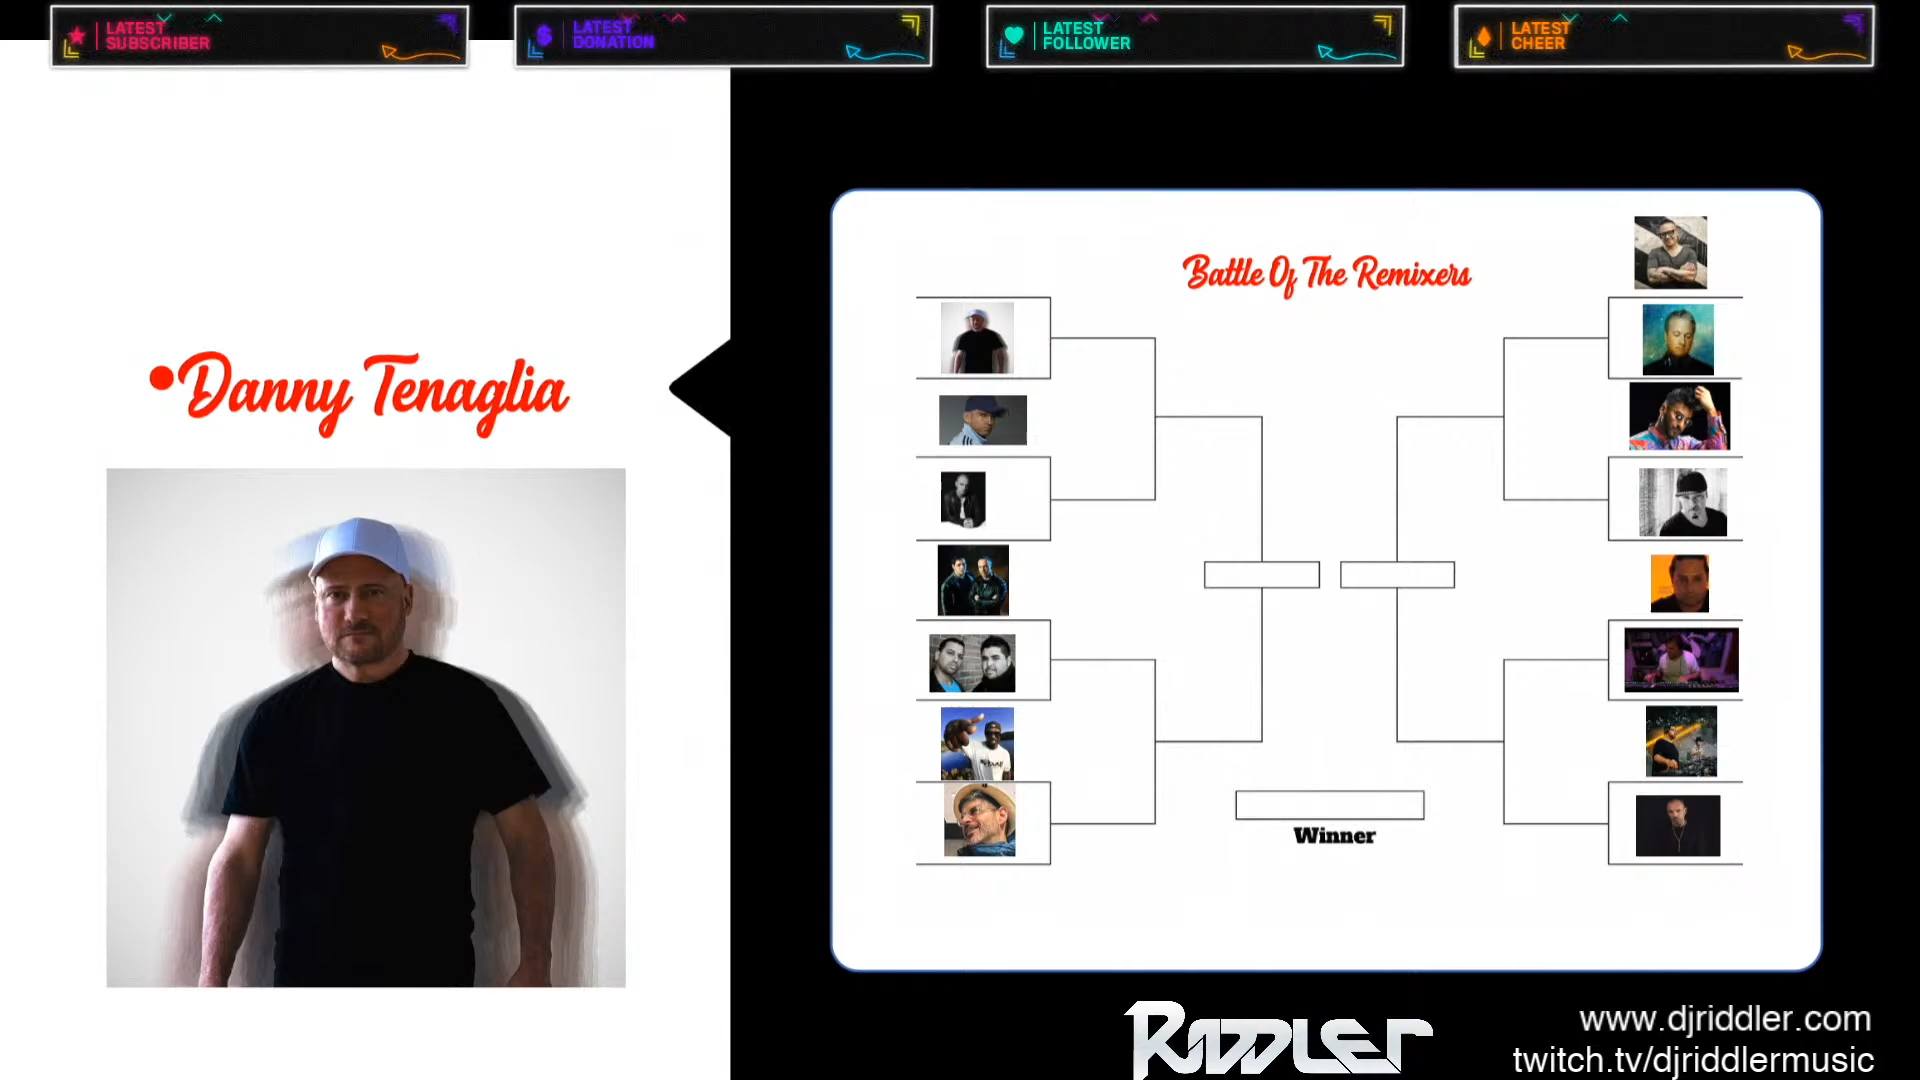 LATEST
SUBSCRIBER
LATEST
DONATION
LATEST
FOLLOWER
LATEST
CHEER
Battle Of The Remixers
•Danny Tenaglia
Winner
RIDDLER
www.djriddler.com
twitch.tv/djriddlermusic